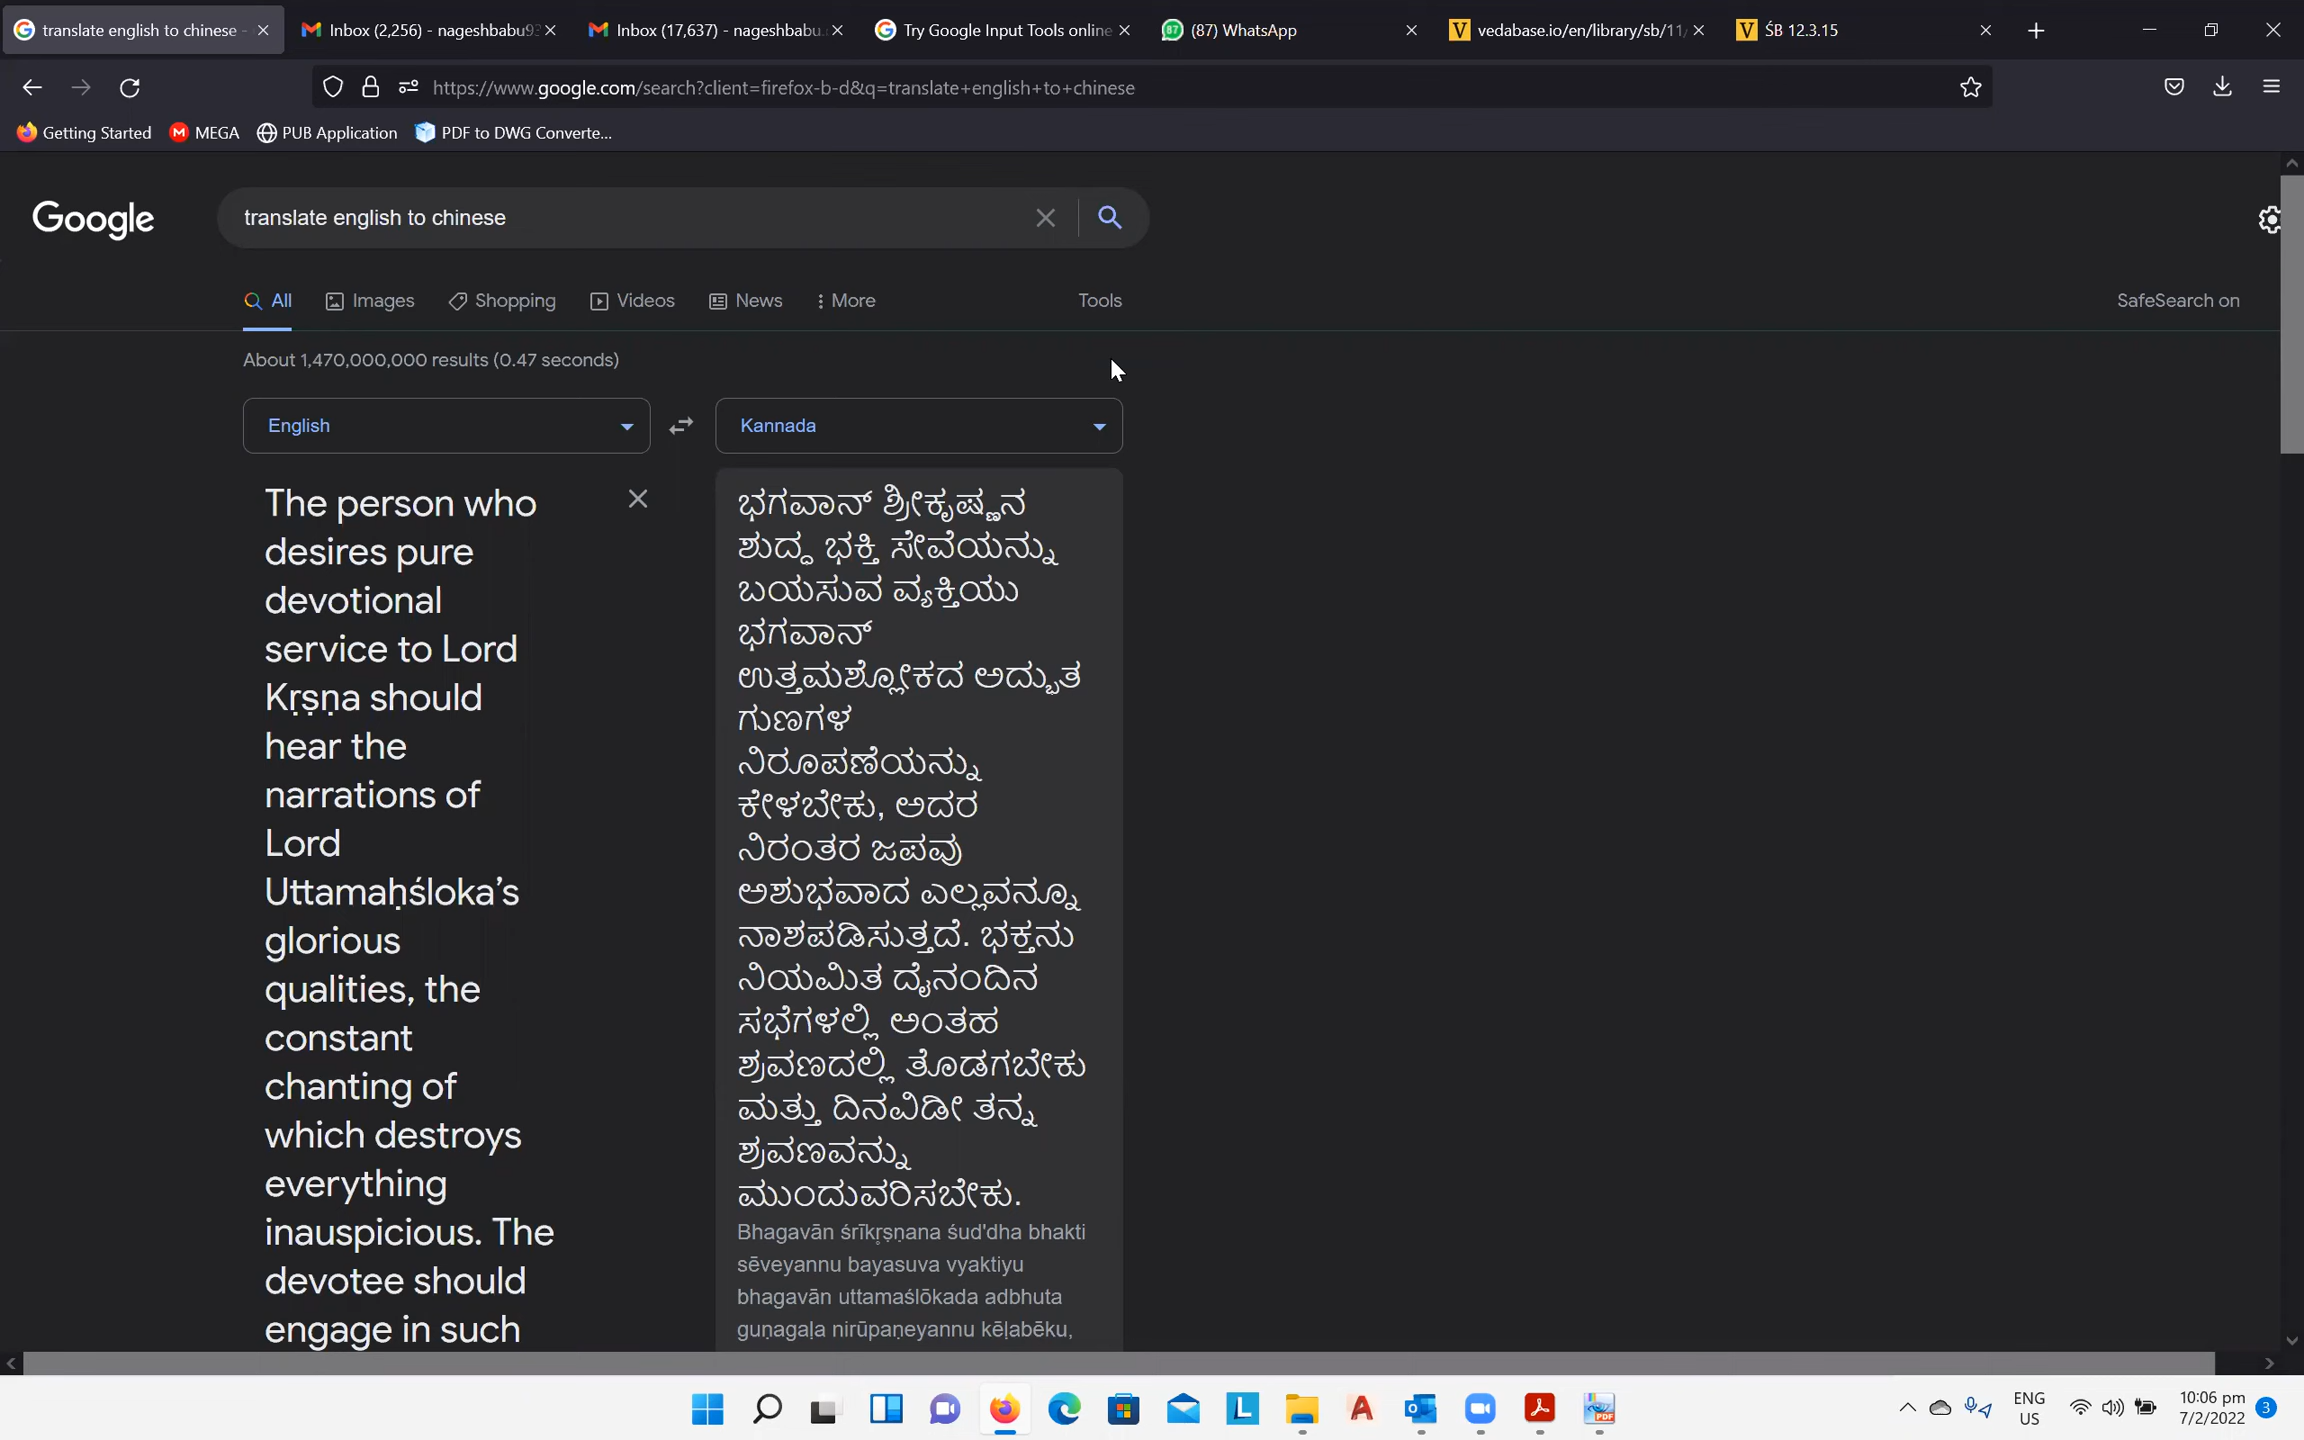 translate english to chinese -
Inbox (2,256) - nageshbabu93
Inbox (17,637) - nageshbabu.
Try Google Input Tools online
(87) WhatsApp
vedabase.io/en/library/sb/11/
ŚB 12.3.15
https://www.google.com/search?client=firefox-b-d&q=translate+english+to+chinese
Getting Started
MEGA
PUB Application
PDF to DWG Converte...
Google
translate english to chinese
All
Images
Shopping
Videos
News
More
Tools
SafeSearch on
About 1,470,000,000 results (0.47 seconds)
English
Kannada
The person who
desires pure
devotional
service to Lord
Kṛṣṇa should
hear the
narrations of
Lord
Uttamaḥśloka’s
glorious
qualities, the
constant
chanting of
which destroys
everything
inauspicious. The
devotee should
engage in such
ಭಗವಾನ್ ಶ್ರೀಕೃಷ್ಣನ
ಶುದ್ಧ ಭಕ್ತಿ ಸೇವೆಯನ್ನು
ಬಯಸುವ ವ್ಯಕ್ತಿಯು
ಭಗವಾನ್
ಉತ್ತಮಶ್ಲೋಕದ ಅದ್ಭುತ
ಗುಣಗಳ
ನಿರೂಪಣೆಯನ್ನು
ಕೇಳಬೇಕು, ಅದರ
ನಿರಂತರ ಜಪವು
ಅಶುಭವಾದ ಎಲ್ಲವನ್ನೂ
ನಾಶಪಡಿಸುತ್ತದೆ. ಭಕ್ತನು
ನಿಯಮಿತ ದೈನಂದಿನ
ಸಭೆಗಳಲ್ಲಿ ಅಂತಹ
ಶ್ರವಣದಲ್ಲಿ ತೊಡಗಬೇಕು
ಮತ್ತು ದಿನವಿಡೀ ತನ್ನ
ಶ್ರವಣವನ್ನು
ಮುಂದುವರಿಸಬೇಕು.
Bhagavān śrīkr̥ṣṇana śud'dha bhakti
sēveyannu bayasuva vyaktiyu
bhagavān uttamaślōkada adbhuta
guṇagaḷa nirūpaṇeyannu kēḷabēku,
ENG
US
10:06 pm
7/2/2022
3